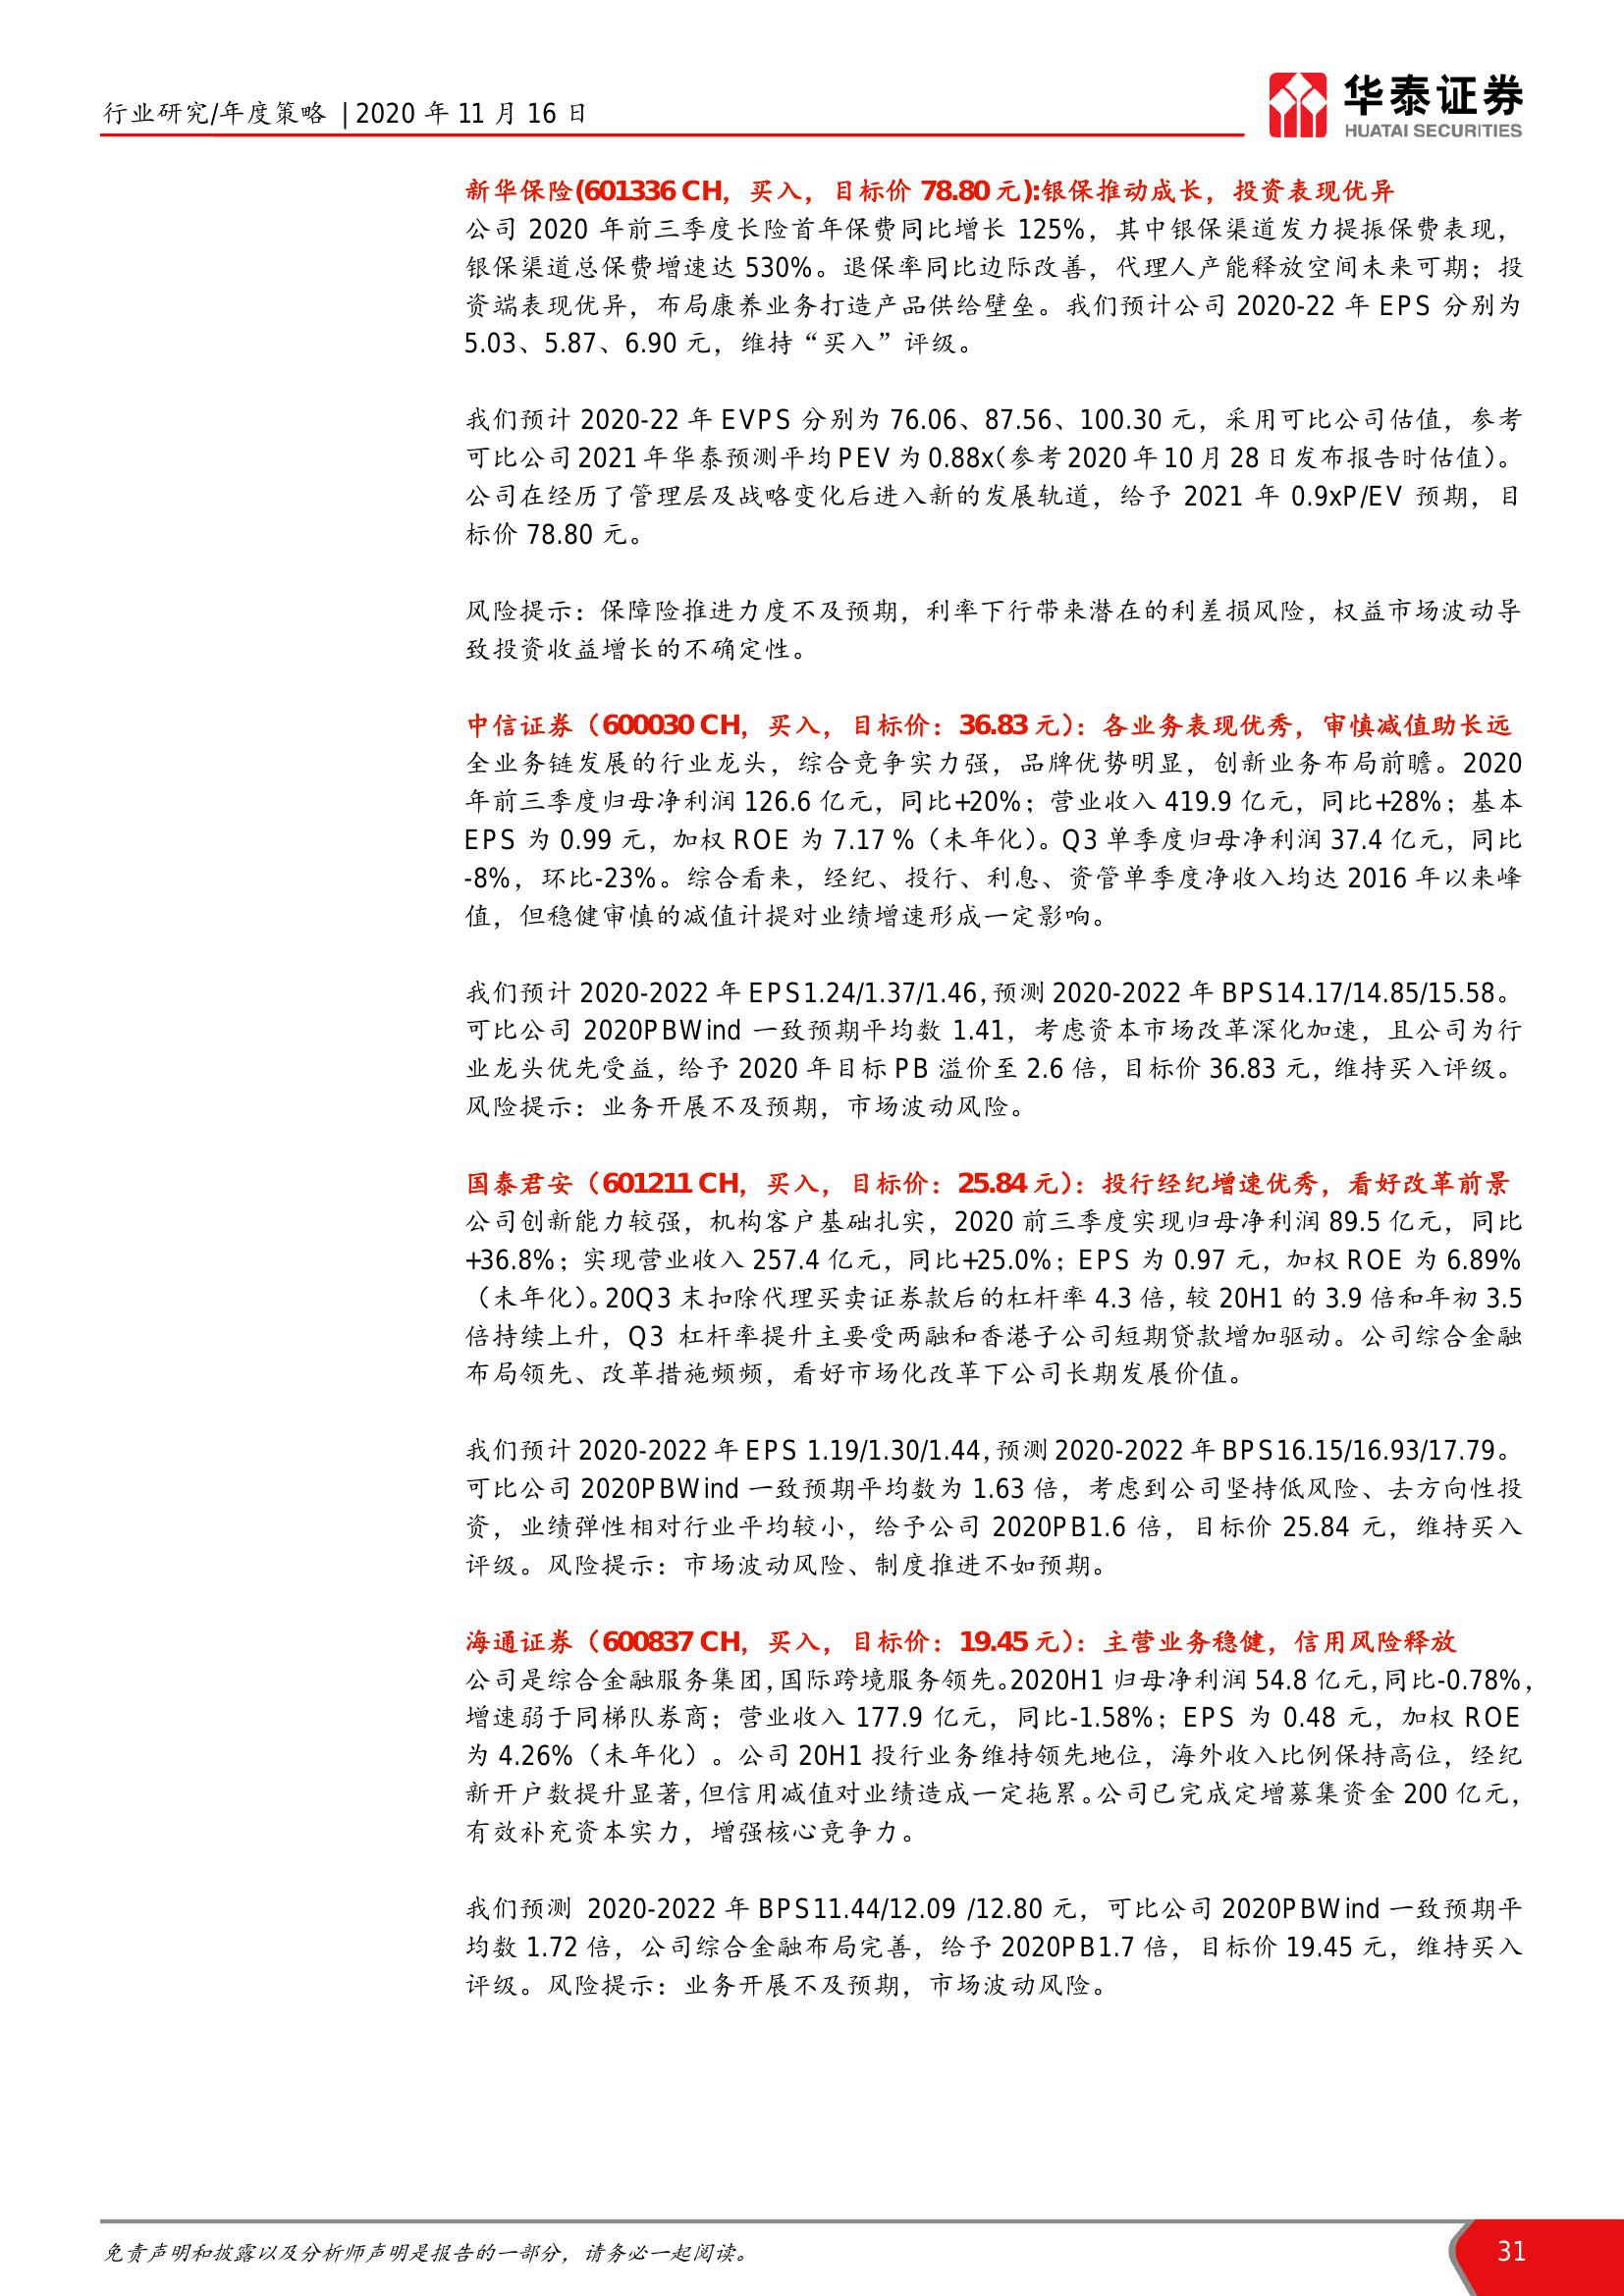 行业研究/年度策略 | 2020 年 11 月 16 日
华泰证券
HUATAI SECURITIES
新华保险(601336 CH，买入，目标价 78.80 元):银保推动成长，投资表现优异
公司 2020 年前三季度长险首年保费同比增长 125%，其中银保渠道发力提振保费表现，
银保渠道总保费增速达 530%。退保率同比边际改善，代理人产能释放空间未来可期；投
资端表现优异，布局康养业务打造产品供给壁垒。我们预计公司 2020-22 年 EPS 分别为
5.03、5.87、6.90 元，维持“买入”评级。
我们预计 2020-22 年 EVPS 分别为 76.06、87.56、100.30 元，采用可比公司估值，参考
可比公司 2021 年华泰预测平均 PEV 为 0.88x（参考 2020 年 10 月 28 日发布报告时估值）。
公司在经历了管理层及战略变化后进入新的发展轨道，给予 2021 年 0.9xP/EV 预期，目
标价 78.80 元。
风险提示：保障险推进力度不及预期，利率下行带来潜在的利差损风险，权益市场波动导
致投资收益增长的不确定性。
中信证券（600030 CH，买入，目标价：36.83 元）：各业务表现优秀，审慎减值助长远
全业务链发展的行业龙头，综合竞争实力强，品牌优势明显，创新业务布局前瞻。2020
年前三季度归母净利润 126.6 亿元，同比+20%；营业收入 419.9 亿元，同比+28%；基本
EPS 为 0.99 元，加权 ROE 为 7.17 %（未年化）。Q3 单季度归母净利润 37.4 亿元，同比
-8%，环比-23%。综合看来，经纪、投行、利息、资管单季度净收入均达 2016 年以来峰
值，但稳健审慎的减值计提对业绩增速形成一定影响。
我们预计 2020-2022 年 EPS1.24/1.37/1.46，预测 2020-2022 年 BPS14.17/14.85/15.58。
可比公司 2020PBWind 一致预期平均数 1.41，考虑资本市场改革深化加速，且公司为行
业龙头优先受益，给予 2020 年目标 PB 溢价至 2.6 倍，目标价 36.83 元，维持买入评级。
风险提示：业务开展不及预期，市场波动风险。
国泰君安（601211 CH，买入，目标价：25.84 元）：投行经纪增速优秀，看好改革前景
公司创新能力较强，机构客户基础扎实，2020 前三季度实现归母净利润 89.5 亿元，同比
+36.8%；实现营业收入 257.4 亿元，同比+25.0%；EPS 为 0.97 元，加权 ROE 为 6.89%
（未年化）。20Q3 末扣除代理买卖证券款后的杠杆率 4.3 倍，较 20H1 的 3.9 倍和年初 3.5
倍持续上升，Q3 杠杆率提升主要受两融和香港子公司短期贷款增加驱动。公司综合金融
布局领先、改革措施频频，看好市场化改革下公司长期发展价值。
我们预计 2020-2022 年 EPS 1.19/1.30/1.44，预测 2020-2022 年 BPS16.15/16.93/17.79。
可比公司 2020PBWind 一致预期平均数为 1.63 倍，考虑到公司坚持低风险、去方向性投
资，业绩弹性相对行业平均较小，给予公司 2020PB1.6 倍，目标价 25.84 元，维持买入
评级。风险提示：市场波动风险、制度推进不如预期。
海通证券（600837 CH，买入，目标价：19.45 元）：主营业务稳健，信用风险释放
公司是综合金融服务集团，国际跨境服务领先。2020H1 归母净利润 54.8 亿元，同比-0.78%，
增速弱于同梯队券商；营业收入 177.9 亿元，同比-1.58%；EPS 为 0.48 元，加权 ROE
为 4.26%（未年化）。公司 20H1 投行业务维持领先地位，海外收入比例保持高位，经纪
新开户数提升显著，但信用减值对业绩造成一定拖累。公司已完成定增募集资金 200 亿元，
有效补充资本实力，增强核心竞争力。
我们预测 2020-2022 年 BPS11.44/12.09 /12.80 元，可比公司 2020PBWind 一致预期平
均数 1.72 倍，公司综合金融布局完善，给予 2020PB1.7 倍，目标价 19.45 元，维持买入
评级。风险提示：业务开展不及预期，市场波动风险。
免责声明和披露以及分析师声明是报告的一部分，请务必一起阅读。
31